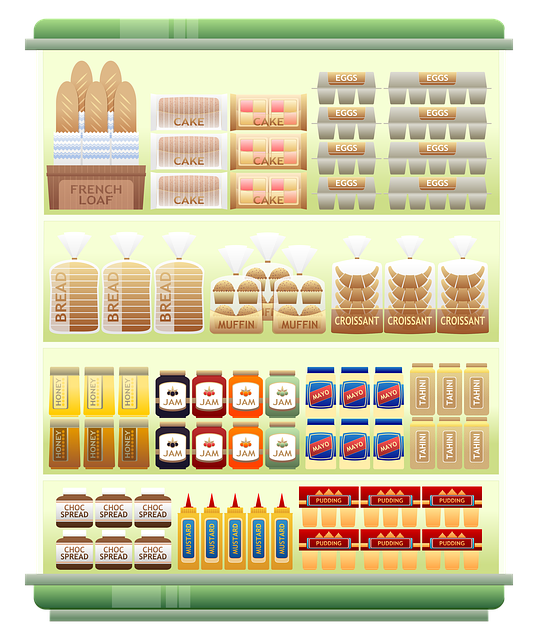 EGGS EGGS
CAKE CAKE EGGS EGGS
CAKE CAKE EGGS EGGS
FRENCH LOAF CAKE CAKE EGGS EGGS
BREAD BREAD BREAD MUFFIN MUFFIN CROISSANT CROISSANT CROISSANT
HONEY HONEY HONEY JAM JAM JAM JAM MAYO MAYO MAYO TAHINI TAHINI TAHINI
HONEY HONEY HONEY JAM JAM JAM JAM MAYO MAYO MAYO TAHINI TAHINI TAHINI
CHOC SPREAD CHOC SPREAD CHOC SPREAD MUSTARD MUSTARD MUSTARD MUSTARD MUSTARD PUDDING PUDDING PUDDING
CHOC SPREAD CHOC SPREAD CHOC SPREAD PUDDING PUDDING PUDDING